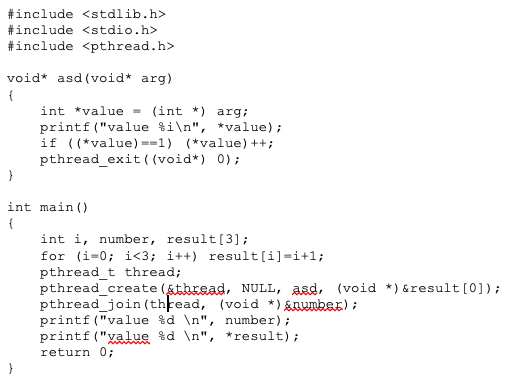 #include <stdlib.h>
#include <stdio.h>
#include <pthread.h>

void* asd(void* arg)
{
    int *value = (int *) arg;
    printf("value %i\n", *value);
    if ((*value)==1) (*value)++;
    pthread_exit((void*) 0);
}

int main()
{
    int i, number, result[3];
    for (i=0; i<3; i++) result[i]=i+1;
    pthread_t thread;
    pthread_create(&thread, NULL, asd, (void *)&result[0]);
    pthread_join(thread, (void *)&number);
    printf("value %d \n", number);
    printf("value %d \n", *result);
    return 0;
}